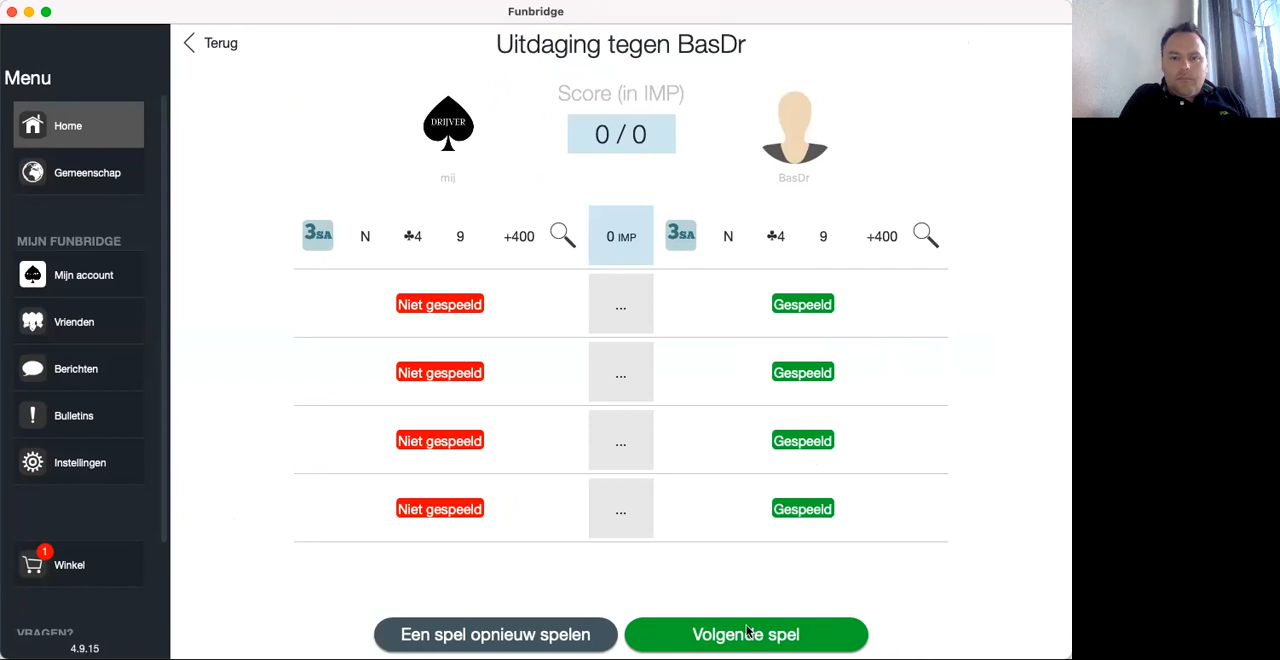 Funbridge
Terug
Uitdaging tegen BasDr
Menu
Score (in IMP)
DRIJVER
0 / 0
Home
mij
BasDr
Gemeenschap
3SA N ♣4 9 +400 0 IMP 3SA N ♣4 9 +400
MIJN FUNBRIDGE
Mijn account
Niet gespeeld ... Gespeeld
Vrienden
Berichten
Niet gespeeld ... Gespeeld
Bulletins
Niet gespeeld ... Gespeeld
Instellingen
Niet gespeeld ... Gespeeld
1
Winkel
VRAGEN?
Een spel opnieuw spelen
Volgende spel
4.9.15